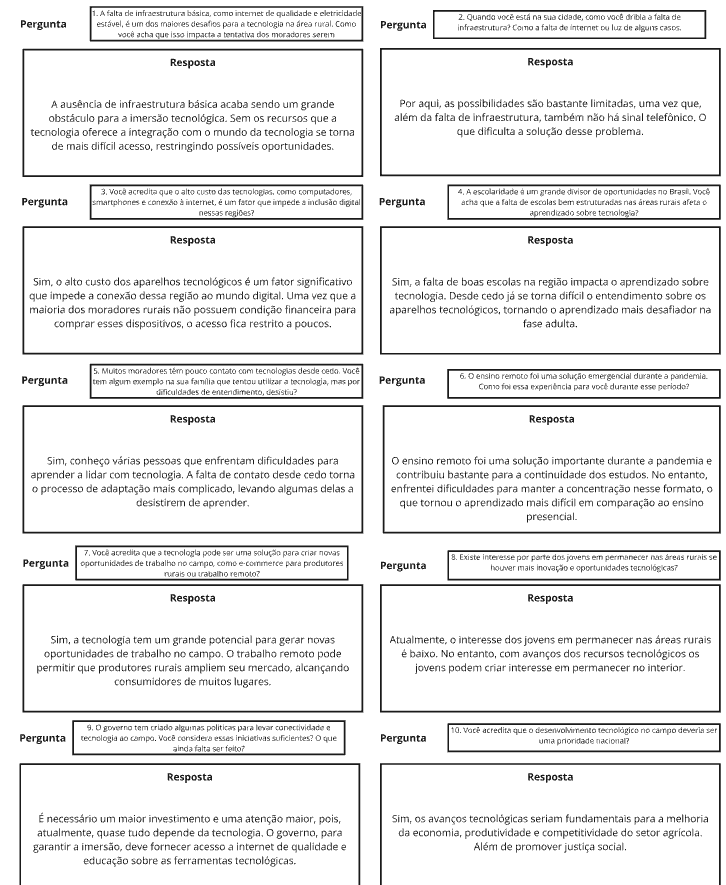 Pergunta
1. A falta de infraestrutura básica, como internet de qualidade e eletricidade
estável, é um dos maiores desafios para a tecnologia na área rural. Como
você acha que isso impacta a tentativa dos moradores serem
Resposta
A ausência de infraestrutura básica acaba sendo um grande
obstáculo para a imersão tecnológica. Sem os recursos que a
tecnologia oferece a integração com o mundo da tecnologia se torna
de mais difícil acesso, restringindo possíveis oportunidades.
Pergunta
2. Quando você está na sua cidade, como você dribla a falta de
infraestrutura? Como a falta de internet ou luz de alguns casos.
Resposta
Por aqui, as possibilidades são bastante limitadas, uma vez que,
além da falta de infraestrutura, também não há sinal telefônico. O
que dificulta a solução desse problema.
Pergunta
3. Você acredita que o alto custo das tecnologias, como computadores,
smartphones e conexão à internet, é um fator que impede a inclusão digital
nessas regiões?
Resposta
Sim, o alto custo dos aparelhos tecnológicos é um fator significativo
que impede a conexão dessa região ao mundo digital. Uma vez que a
maioria dos moradores rurais não possuem condição financeira para
comprar esses dispositivos, o acesso fica restrito a poucos.
Pergunta
4. A escolaridade é um grande divisor de oportunidades no Brasil. Você
acha que a falta de escolas bem estruturadas nas áreas rurais afeta o
aprendizado sobre tecnologia?
Resposta
Sim, a falta de boas escolas na região impacta o aprendizado sobre
tecnologia. Desde cedo já se torna difícil o entendimento sobre os
aparelhos tecnológicos, tornando o aprendizado mais desafiador na
fase adulta.
Pergunta
5. Muitos moradores têm pouco contato com tecnologias desde cedo. Você
tem algum exemplo na sua família que tentou utilizar a tecnologia, mas por
dificuldades de entendimento, desistiu?
Resposta
Sim, conheço várias pessoas que enfrentam dificuldades para
aprender a lidar com tecnologia. A falta de contato desde cedo torna
o processo de adaptação mais complicado, levando algumas delas a
desistirem de aprender.
Pergunta
6. O ensino remoto foi uma solução emergencial durante a pandemia.
Como foi essa experiência para você durante esse período?
Resposta
O ensino remoto foi uma solução importante durante a pandemia e
contribuiu bastante para a continuidade dos estudos. No entanto,
enfrentei dificuldades para manter a concentração nesse formato, o
que tornou o aprendizado mais difícil em comparação ao ensino
presencial.
Pergunta
7. Você acredita que a tecnologia pode ser uma solução para criar novas
oportunidades de trabalho no campo, como e-commerce para produtores
rurais ou trabalho remoto?
Resposta
Sim, a tecnologia tem um grande potencial para gerar novas
oportunidades de trabalho no campo. O trabalho remoto pode
permitir que produtores rurais ampliem seu mercado, alcançando
consumidores de muitos lugares.
Pergunta
8. Existe interesse por parte dos jovens em permanecer nas áreas rurais se
houver mais inovação e oportunidades tecnológicas?
Resposta
Atualmente, o interesse dos jovens em permanecer nas áreas rurais
é baixo. No entanto, com avanços dos recursos tecnológicos os
jovens podem criar interesse em permanecer no interior.
Pergunta
9. O governo tem criado algumas políticas para levar conectividade e
tecnologia ao campo. Você considera essas iniciativas suficientes? O que
ainda falta ser feito?
Resposta
É necessário um maior investimento e uma atenção maior, pois,
atualmente, quase tudo depende da tecnologia. O governo, para
garantir a imersão, deve fornecer acesso a internet de qualidade e
educação sobre as ferramentas tecnológicas.
Pergunta
10. Você acredita que o desenvolvimento tecnológico no campo deveria ser
uma prioridade nacional?
Resposta
Sim, os avanços tecnológicos seriam fundamentais para a melhoria
da economia, produtividade e competitividade do setor agrícola.
Além de promover justiça social.